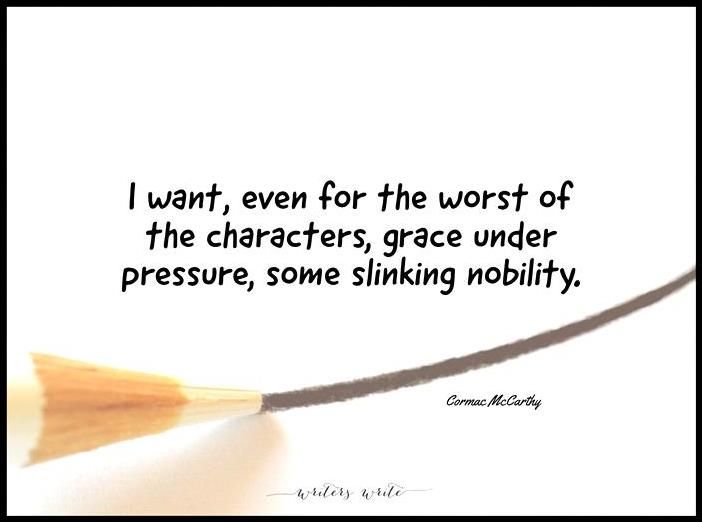 I want, even for the worst of
the characters, grace under
pressure, some slinking nobility.
Cormac McCarthy
writers write